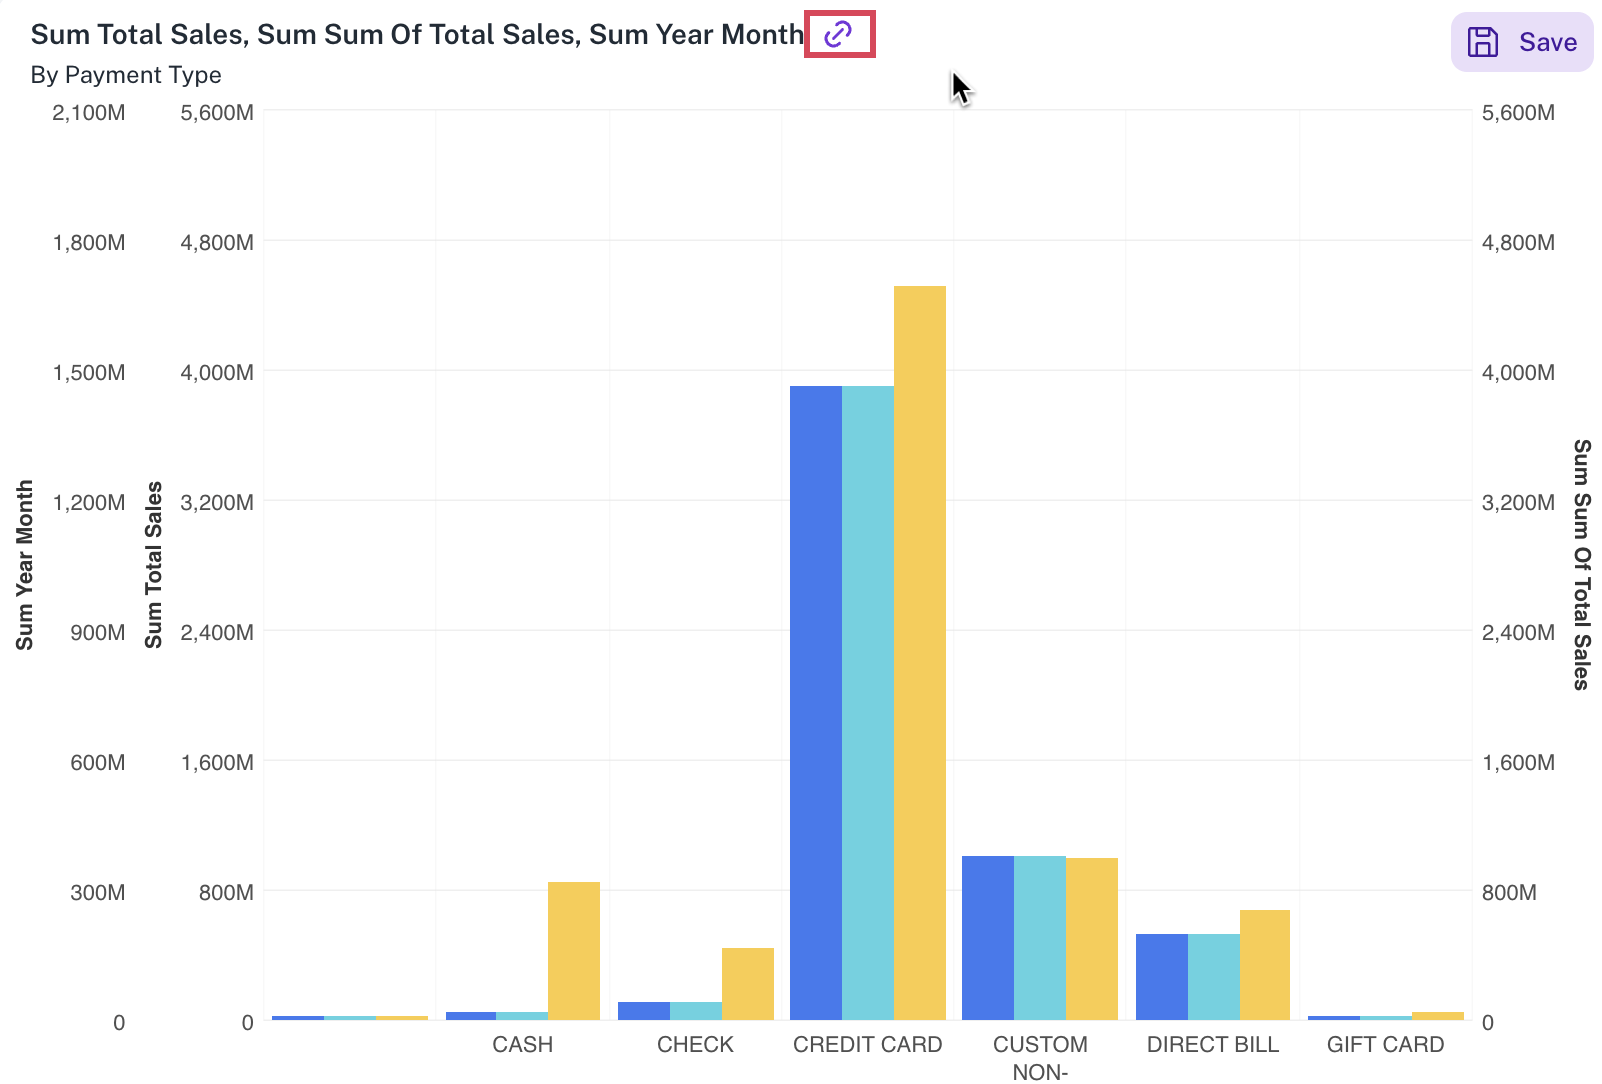 Sum Total Sales, Sum Sum Of Total Sales, Sum Year Month
Save
By Payment Type
2,100M
1,800M
1,500M
1,200M
900M
600M
300M
0
Sum Year Month
5,600M
4,800M
4,000M
3,200M
2,400M
1,600M
800M
0
Sum Total Sales
5,600M
4,800M
4,000M
3,200M
2,400M
1,600M
800M
0
Sum Sum Of Total Sales
CASH
CHECK
CREDIT CARD
CUSTOM
NON-
DIRECT BILL
GIFT CARD